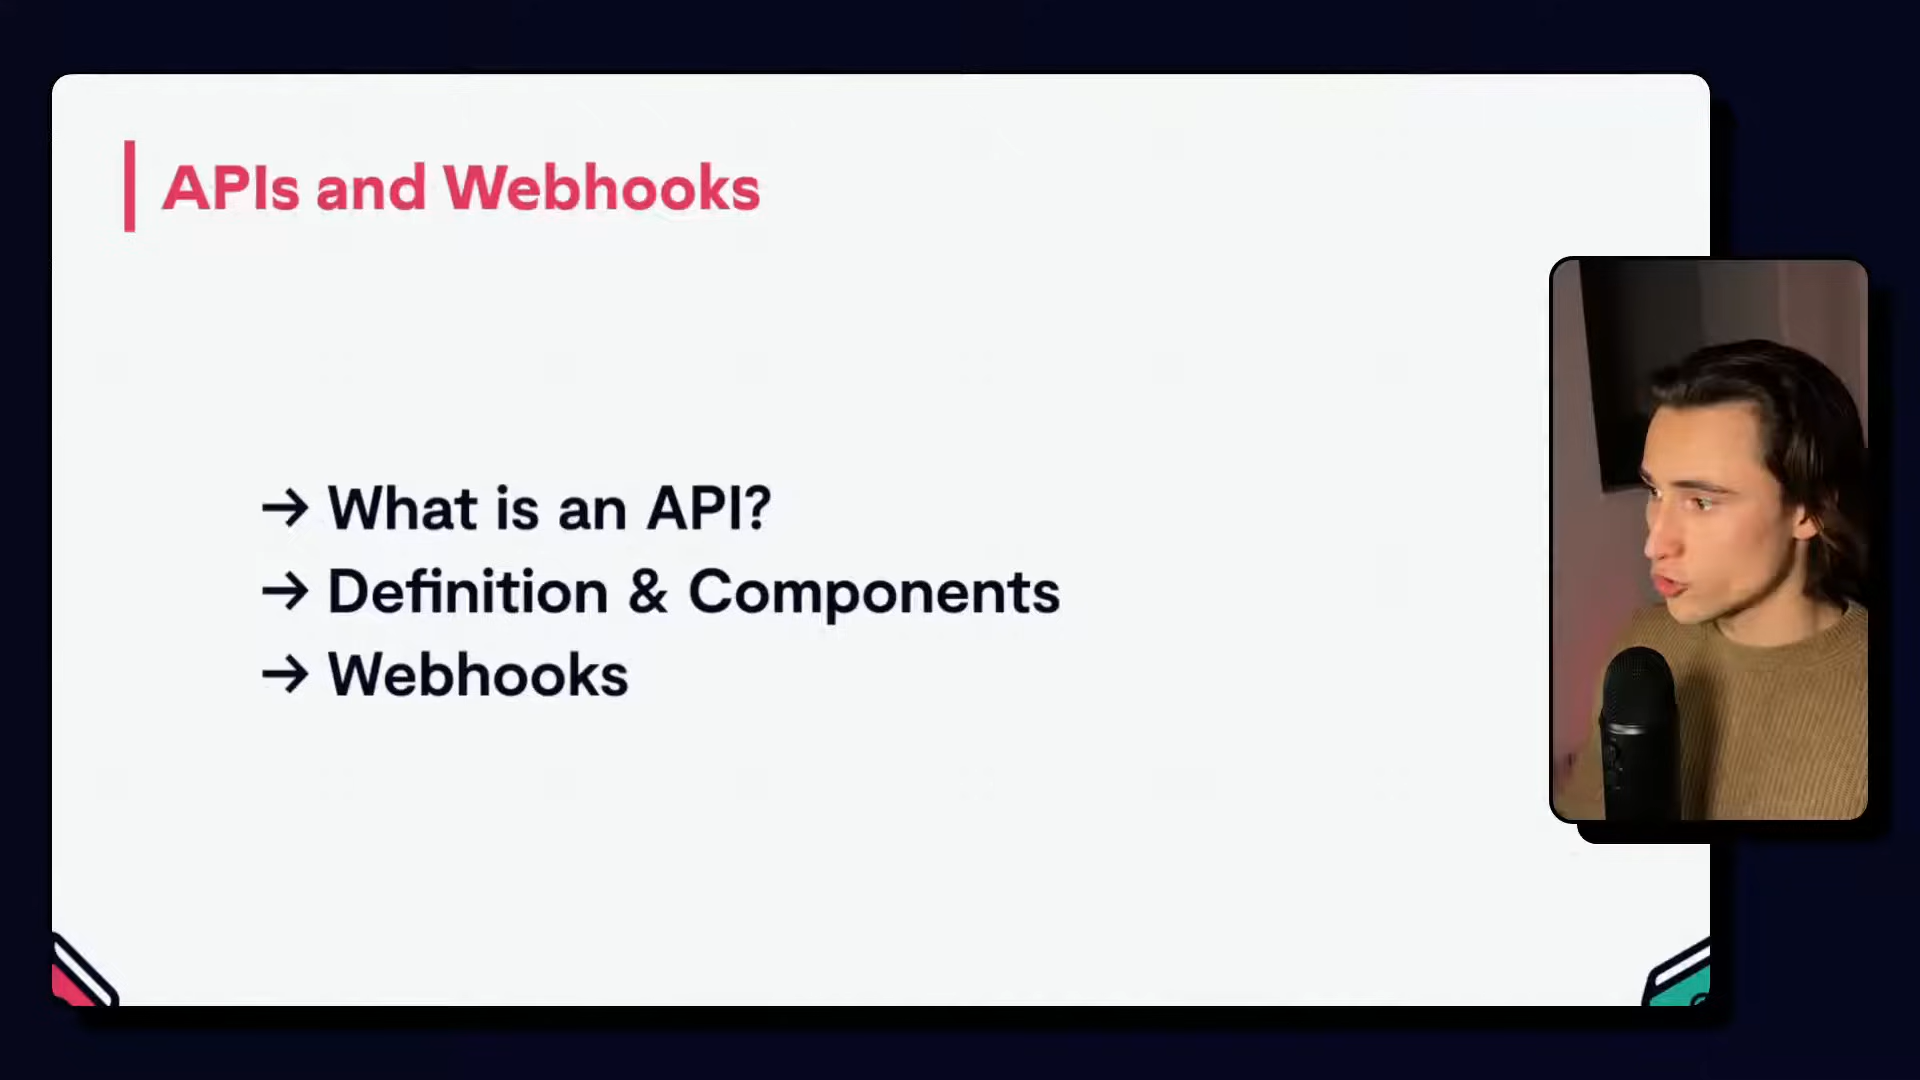 APIs and Webhooks
→ What is an API?
→ Definition & Components
→ Webhooks